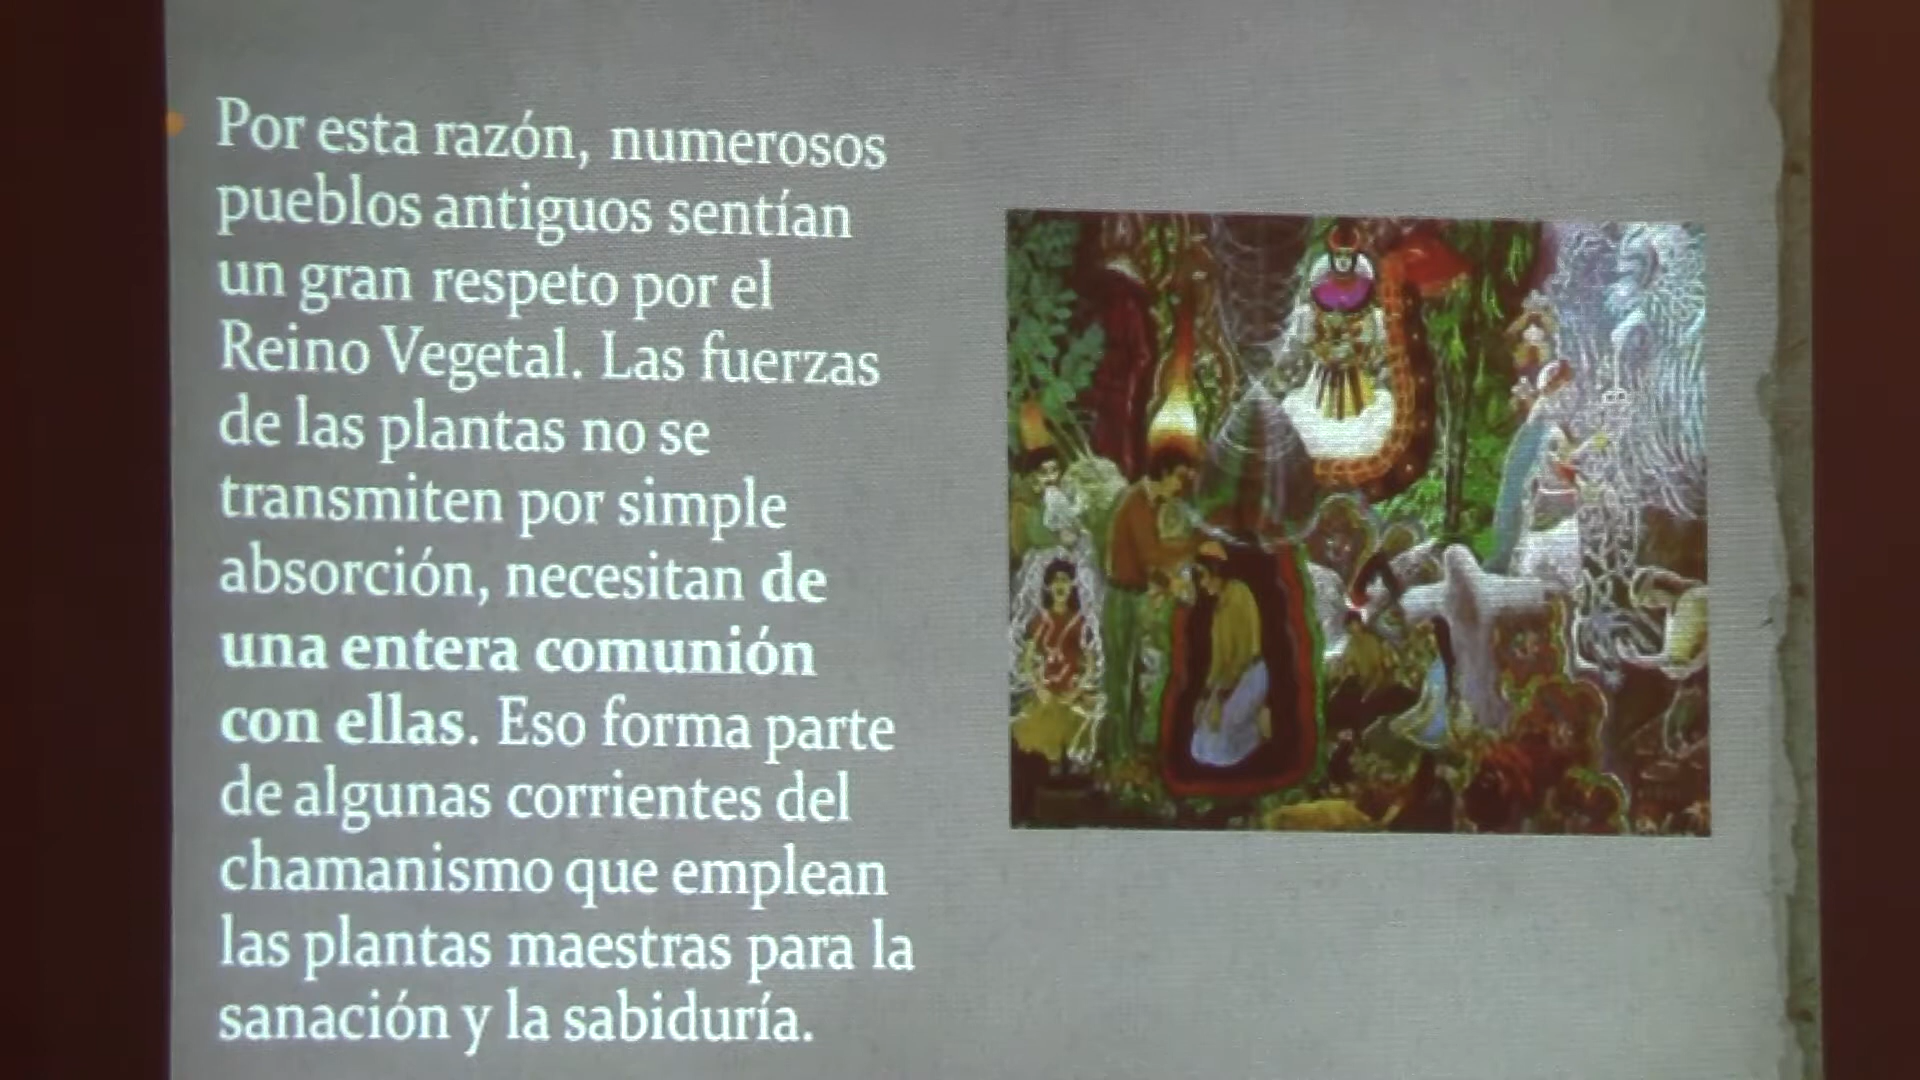 Por esta razón, numerosos
pueblos antiguos sentían
un gran respeto por el
Reino Vegetal. Las fuerzas
de las plantas no se
transmiten por simple
absorción, necesitan de
una entera comunión
con ellas. Eso forma parte
de algunas corrientes del
chamanismo que emplean
las plantas maestras para la
sanación y la sabiduría.